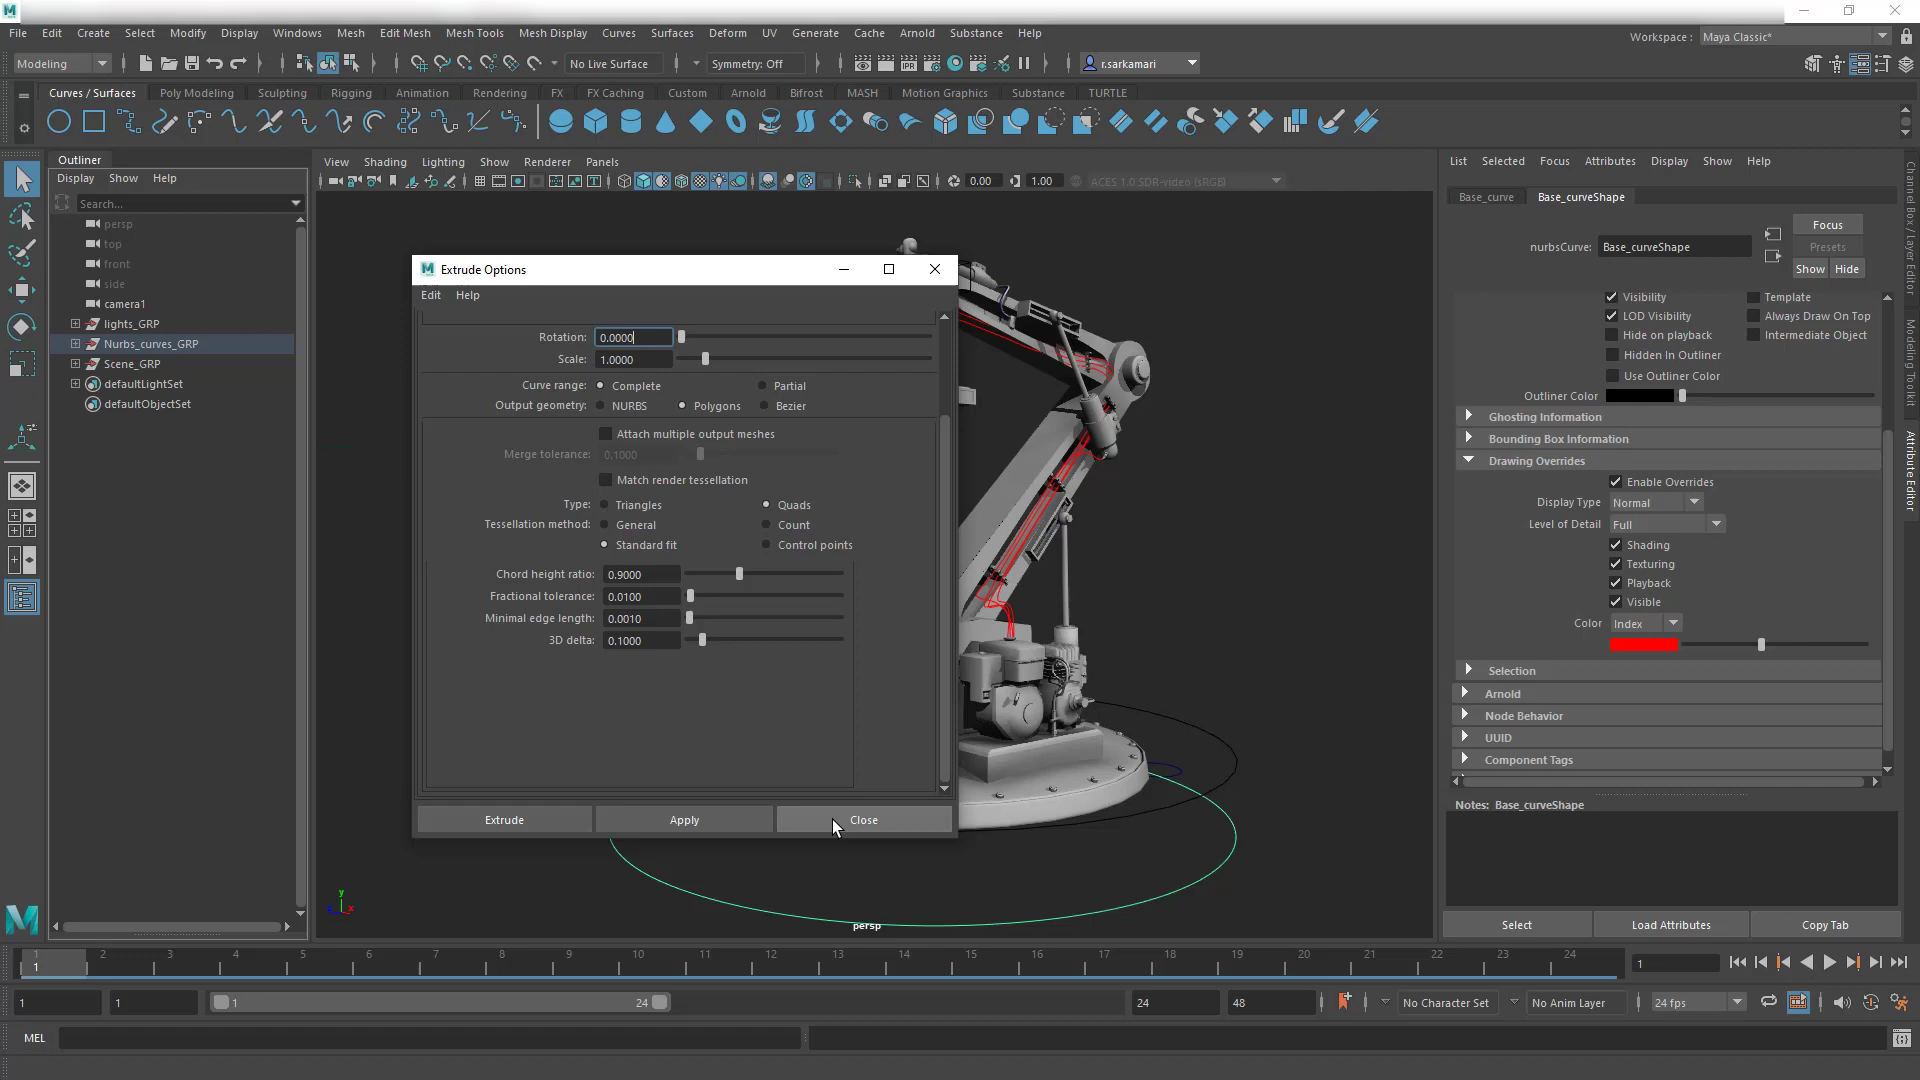 File Edit Create Select Modify Display Windows Mesh Edit Mesh Mesh Tools Mesh Display Curves Surfaces Deform UV Generate Cache Arnold Substance Help
Workspace : Maya Classic*
Modeling
No Live Surface
Symmetry: Off
r.sarkamari
Curves / Surfaces Poly Modeling Sculpting Rigging Animation Rendering FX FX Caching Custom Arnold Bifrost MASH Motion Graphics Substance TURTLE
Outliner
Display Show Help
Search...
persp
top
front
side
camera1
lights_GRP
Nurbs_curves_GRP
Scene_GRP
defaultLightSet
defaultObjectSet
View Shading Lighting Show Renderer Panels
0.00 1.00 ACES 1.0 SDR-video (sRGB)
Extrude Options
Edit Help
Rotation: 0.0000
Scale: 1.0000
Curve range: Complete Partial
Output geometry: NURBS Polygons Bezier
Attach multiple output meshes
Merge tolerance: 0.1000
Match render tessellation
Type: Triangles Quads
Tessellation method: General Count
Standard fit Control points
Chord height ratio: 0.9000
Fractional tolerance: 0.0100
Minimal edge length: 0.0010
3D delta: 0.1000
Extrude Apply Close
y
x
persp
List Selected Focus Attributes Display Show Help
Base_curve Base_curveShape
Focus
nurbsCurve: Base_curveShape
Presets
Show Hide
Visibility Template
LOD Visibility Always Draw On Top
Hide on playback Intermediate Object
Hidden In Outliner
Use Outliner Color
Outliner Color
Ghosting Information
Bounding Box Information
Drawing Overrides
Enable Overrides
Display Type Normal
Level of Detail Full
Shading
Texturing
Playback
Visible
Color Index
Selection
Arnold
Node Behavior
UUID
Component Tags
Notes: Base_curveShape
Select Load Attributes Copy Tab
Channel Box / Layer Editor
Modeling Toolkit
Attribute Editor
1 2 3 4 5 6 7 8 9 10 11 12 13 14 15 16 17 18 19 20 21 22 23 24
1
1
1 1 1 24 24 48 No Character Set No Anim Layer 24 fps
MEL